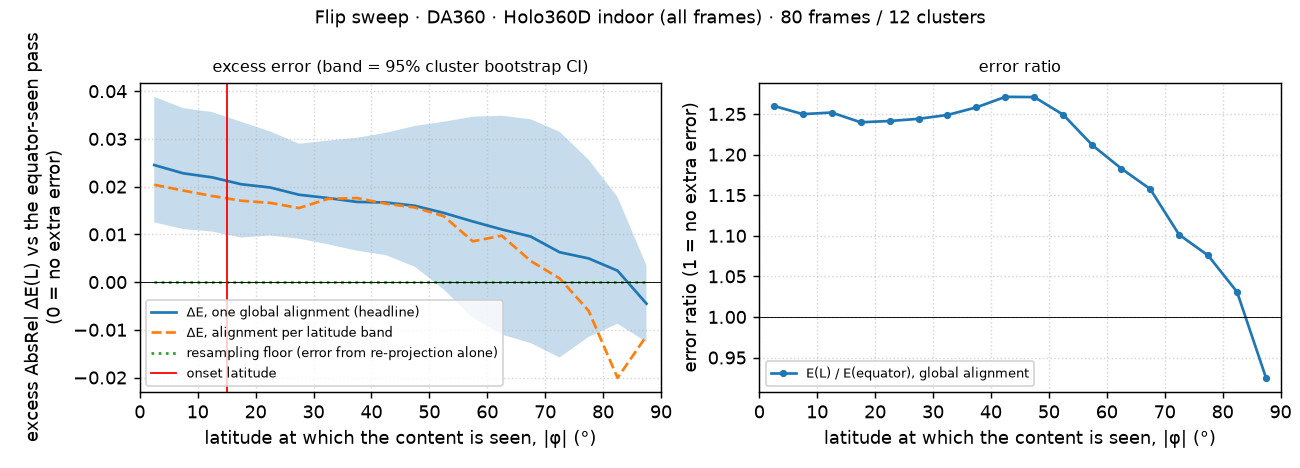 Flip sweep · DA360 · Holo360D indoor (all frames) · 80 frames / 12 clusters
excess error (band = 95% cluster bootstrap CI)
excess AbsRel ΔE(L) vs the equator-seen pass
(0 = no extra error)
0.04
0.03
0.02
0.01
0.00
−0.01
−0.02
ΔE, one global alignment (headline)
ΔE, alignment per latitude band
resampling floor (error from re-projection alone)
onset latitude
0 10 20 30 40 50 60 70 80 90
latitude at which the content is seen, |φ| (°)
error ratio
error ratio (1 = no extra error)
1.25
1.20
1.15
1.10
1.05
1.00
0.95
E(L) / E(equator), global alignment
0 10 20 30 40 50 60 70 80 90
latitude at which the content is seen, |φ| (°)